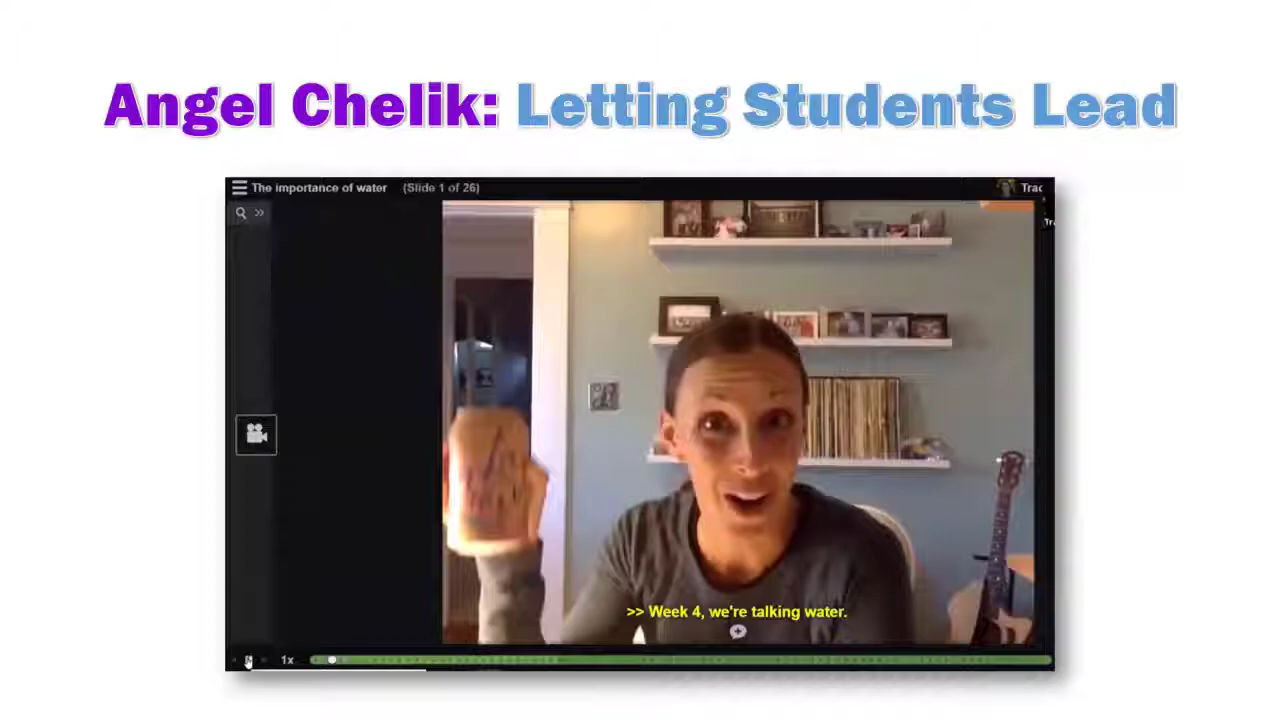 Angel Chelik: Letting Students Lead
The importance of water (Slide 1 of 26)
Trac
>> Week 4, we're talking water.
1x